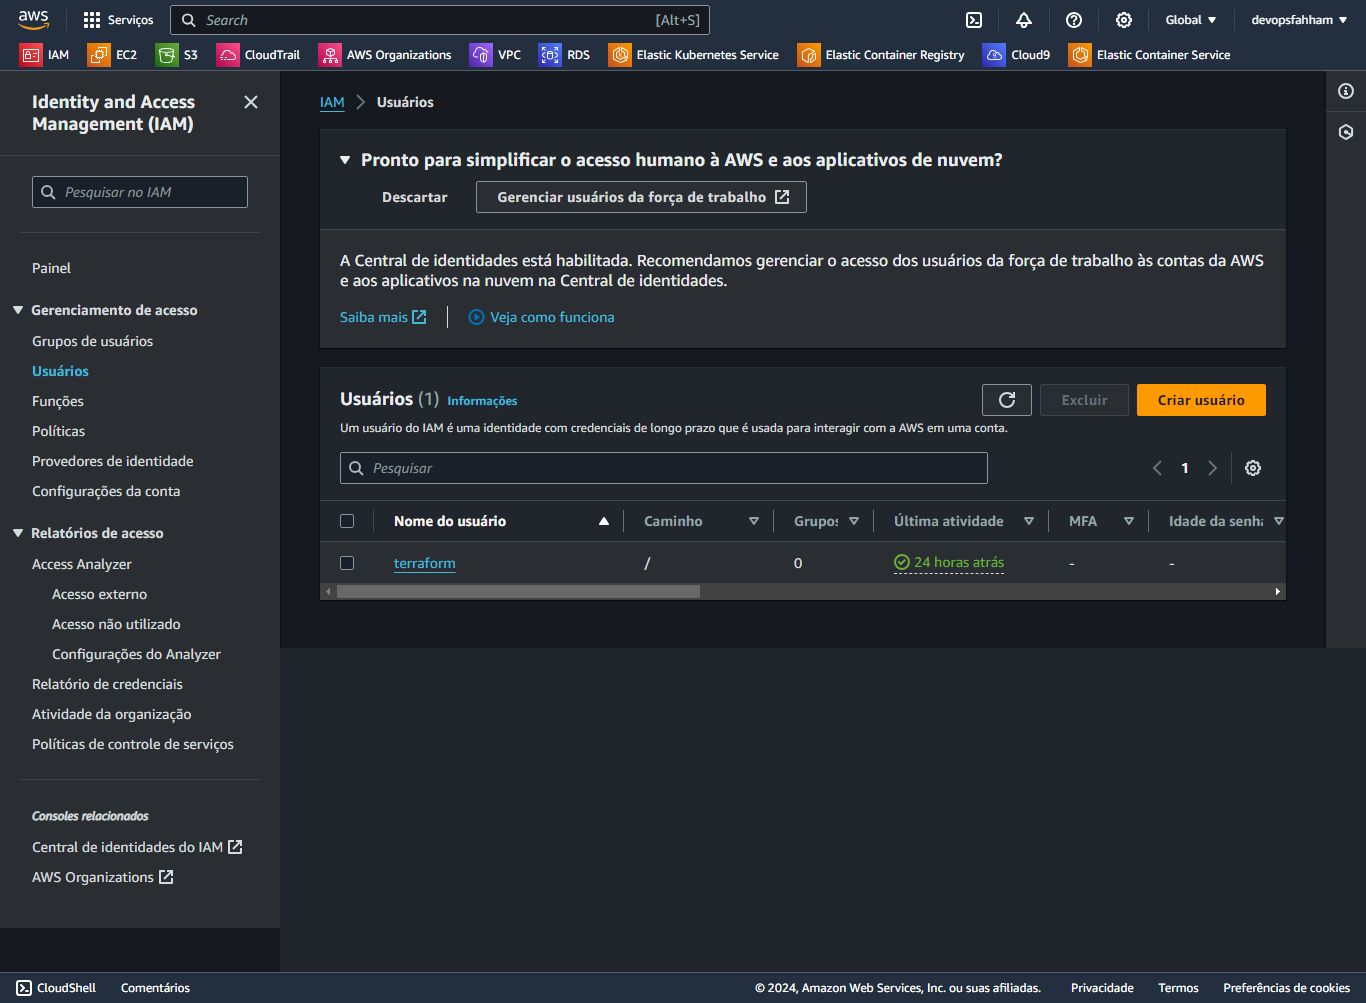 aws
Serviços
Search
[Alt+S]
Global
devopsfahham
IAM
EC2
S3
CloudTrail
AWS Organizations
VPC
RDS
Elastic Kubernetes Service
Elastic Container Registry
Cloud9
Elastic Container Service
Identity and Access
Management (IAM)
Pesquisar no IAM
Painel
Gerenciamento de acesso
Grupos de usuários
Usuários
Funções
Políticas
Provedores de identidade
Configurações da conta
Relatórios de acesso
Access Analyzer
Acesso externo
Acesso não utilizado
Configurações do Analyzer
Relatório de credenciais
Atividade da organização
Políticas de controle de serviços
Consoles relacionados
Central de identidades do IAM
AWS Organizations
IAM
Usuários
Pronto para simplificar o acesso humano à AWS e aos aplicativos de nuvem?
Descartar
Gerenciar usuários da força de trabalho
A Central de identidades está habilitada. Recomendamos gerenciar o acesso dos usuários da força de trabalho às contas da AWS
e aos aplicativos na nuvem na Central de identidades.
Saiba mais
Veja como funciona
Usuários (1) Informações
Excluir
Criar usuário
Um usuário do IAM é uma identidade com credenciais de longo prazo que é usada para interagir com a AWS em uma conta.
Pesquisar
1
Nome do usuário
Caminho
Grupos
Última atividade
MFA
Idade da senha
terraform
/
0
24 horas atrás
-
-
CloudShell
Comentários
© 2024, Amazon Web Services, Inc. ou suas afiliadas.
Privacidade
Termos
Preferências de cookies